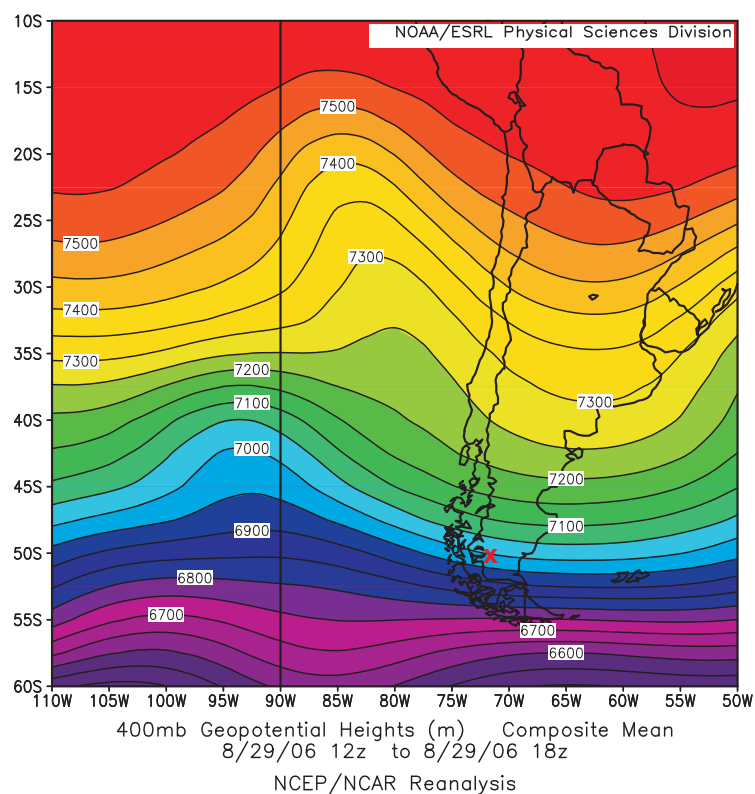 10S
NOAA/ESRL Physical Sciences Division
15S
7500
20S
7400
25S
7500
7300
30S
7400
35S
7300
7200
7300
7100
40S
7000
45S
7200
7100
6900
50S
x
6800
6700
55S
6700
6600
60S
110W 105W 100W 95W 90W 85W 80W 75W 70W 65W 60W 55W 50W
400mb Geopotential Heights (m) Composite Mean
8/29/06 12z to 8/29/06 18z
NCEP/NCAR Reanalysis